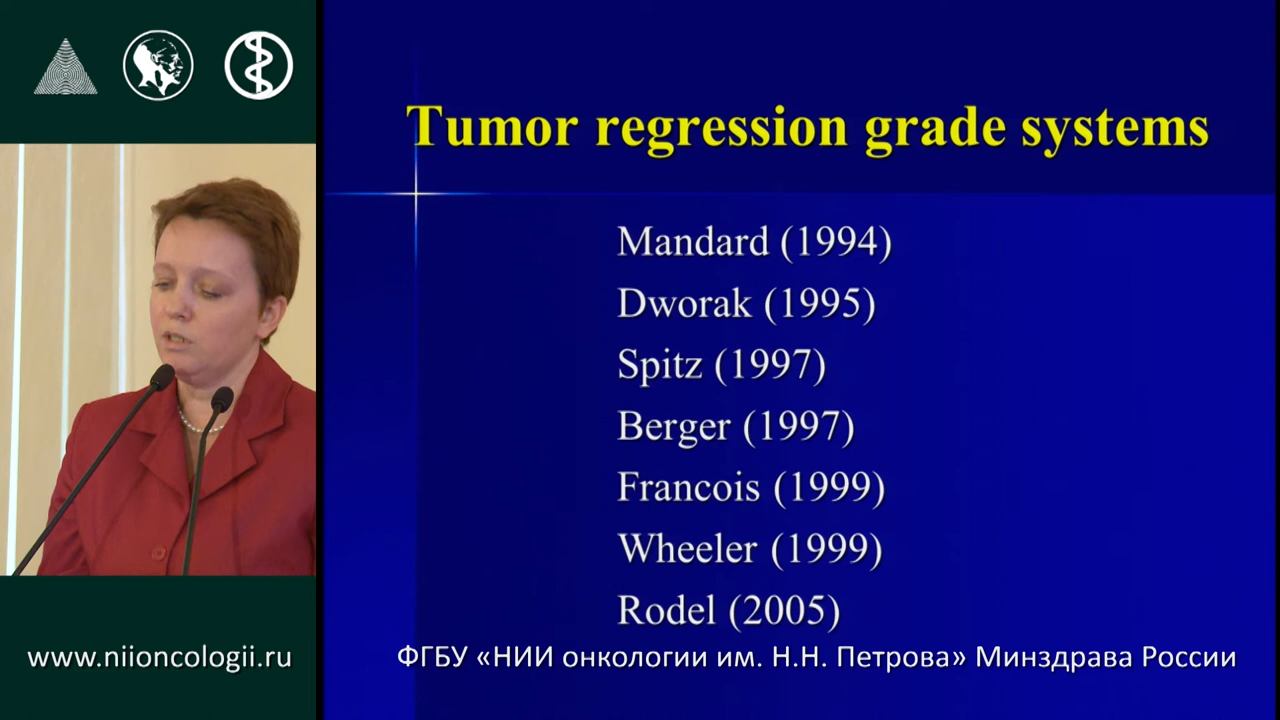 Tumor regression grade systems
Mandard (1994)
Dworak (1995)
Spitz (1997)
Berger (1997)
Francois (1999)
Wheeler (1999)
Rodel (2005)
www.niioncologii.ru
ФГБУ «НИИ онкологии им. Н.Н. Петрова» Минздрава России